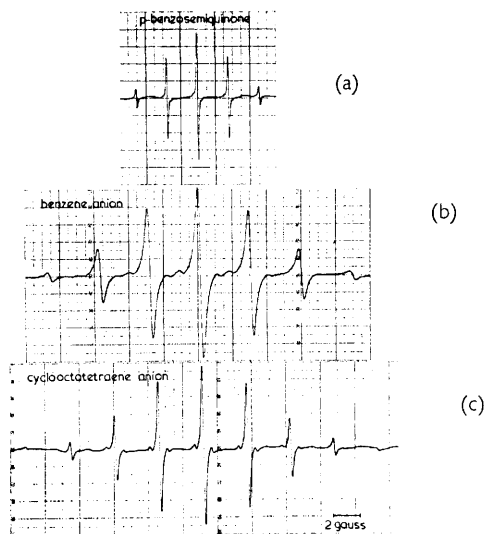 p-benzosemiquinone
(a)
benzene anion
(b)
cyclooctatetraene anion
(c)
2 gauss